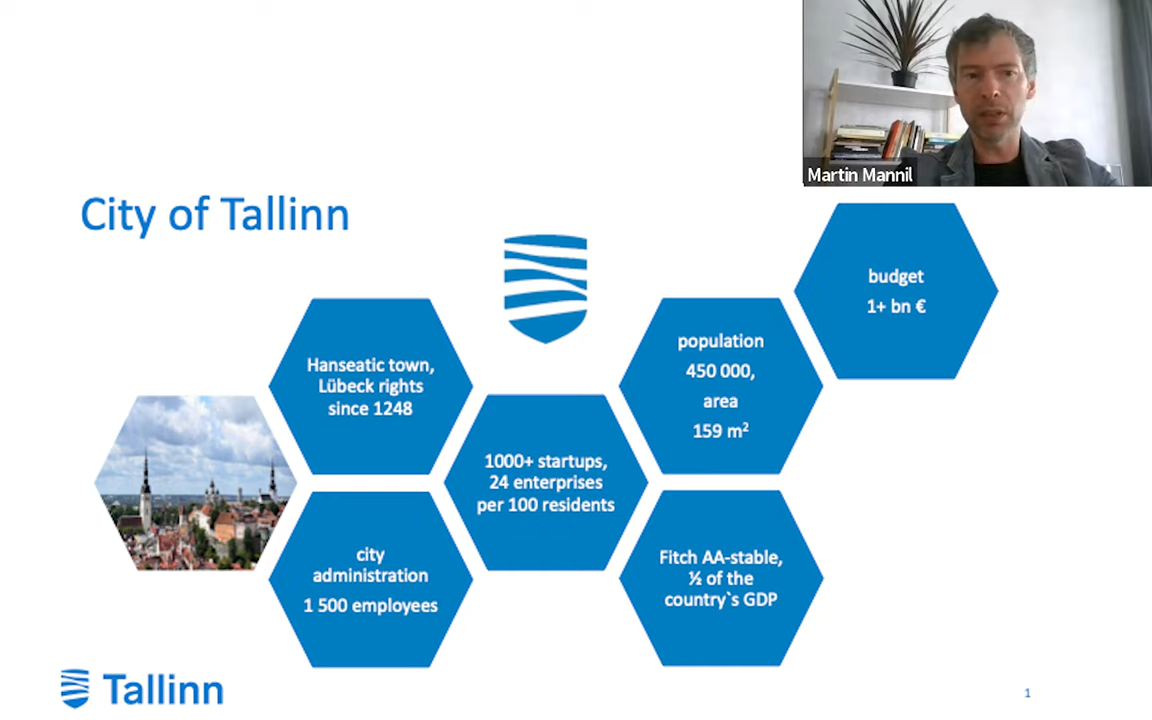 Martin Mannil
City of Tallinn
budget
1+ bn €
Hanseatic town,
Lübeck rights
since 1248
population
450 000,
area
159 m²
1000+ startups,
24 enterprises
per 100 residents
city
administration
1 500 employees
Fitch AA-stable,
½ of the
country`s GDP
Tallinn
1